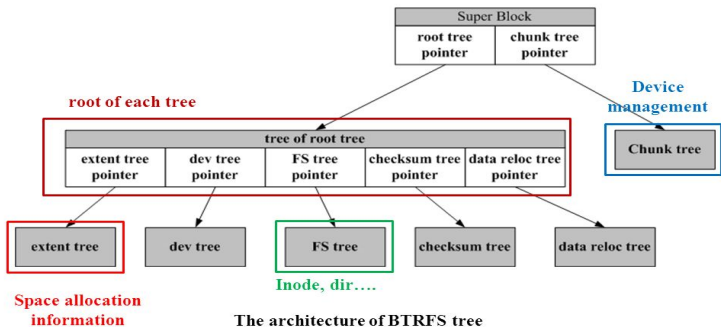 Super Block
root tree pointer
chunk tree pointer
root of each tree
Device management
tree of root tree
extent tree pointer
dev tree pointer
FS tree pointer
checksum tree pointer
data reloc tree pointer
Chunk tree
extent tree
dev tree
FS tree
checksum tree
data reloc tree
Space allocation information
Inode, dir….
The architecture of BTRFS tree